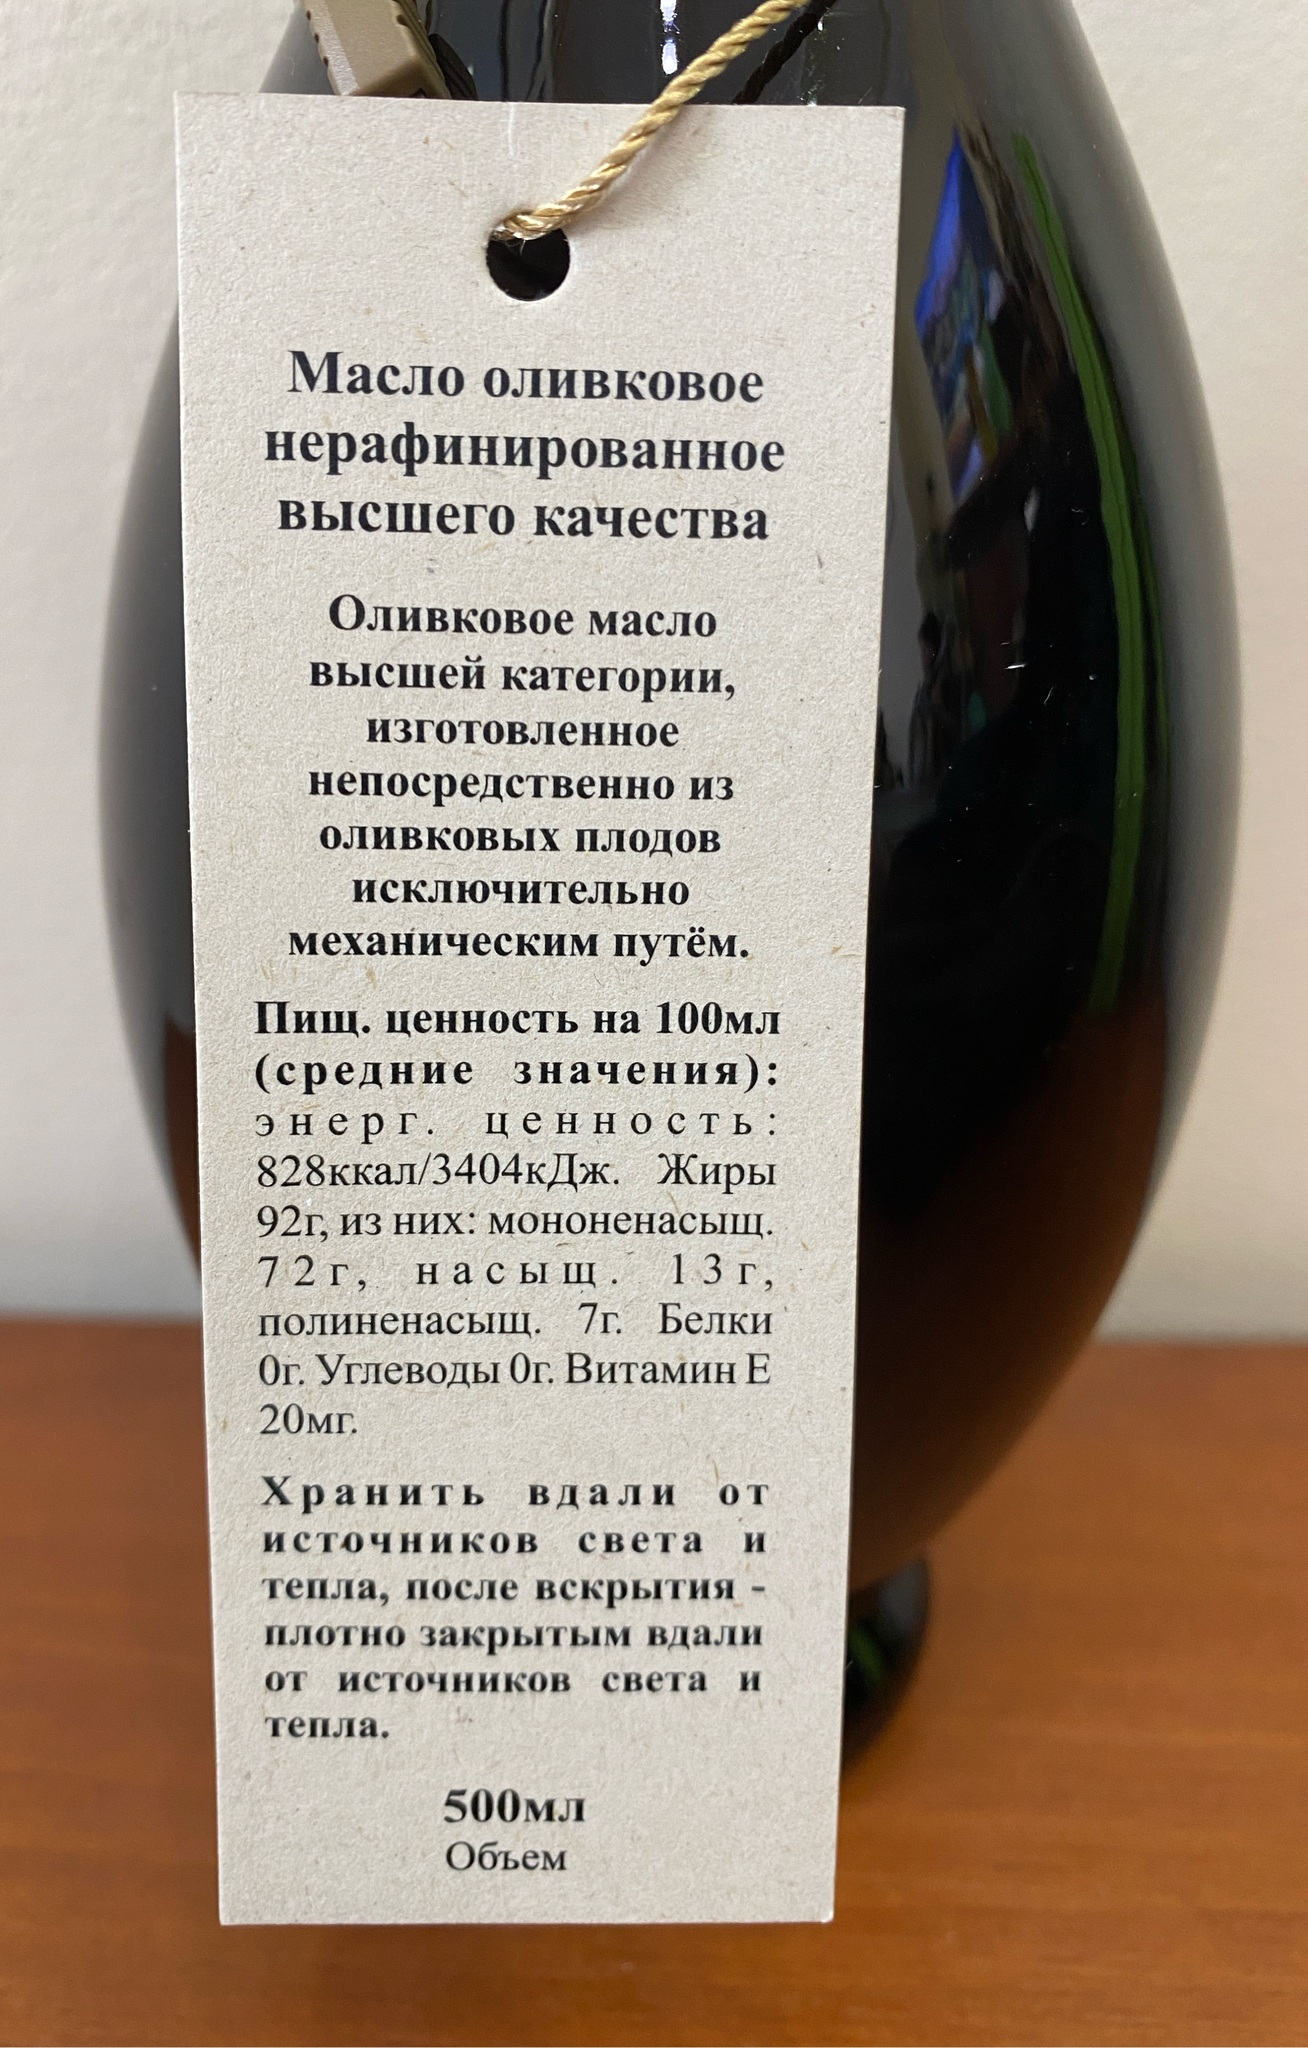 Масло оливковое
нерафинированное
высшего качества
Оливковое масло
высшей категории,
изготовленное
непосредственно из
оливковых плодов
исключительно
механическим путём.
Пищ. ценность на 100мл
(средние значения):
энерг. ценность:
828ккал/3404кДж. Жиры
92г, из них: мононенасыщ.
72г, насыщ. 13г,
полиненасыщ. 7г. Белки
0г. Углеводы 0г. Витамин Е
20мг.
Хранить вдали от
источников света и
тепла, после вскрытия -
плотно закрытым вдали
от источников света и
тепла.
500мл
Объем